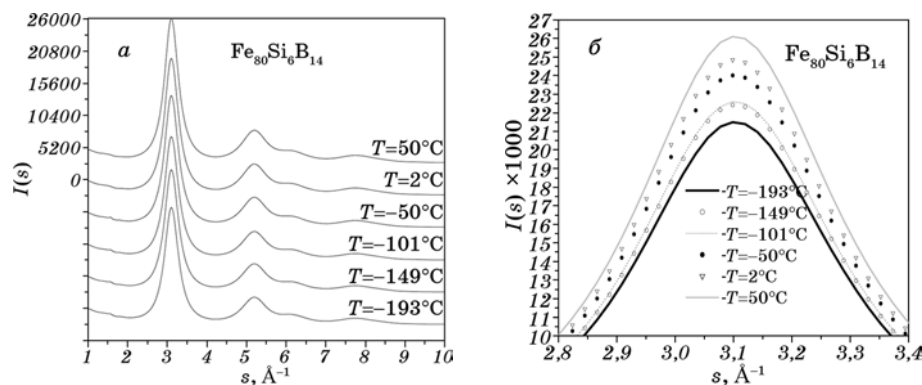 а
Fe80Si6B14
I(s)
26000
20800
15600
10400
5200
0
T=50°C
T=2°C
T=–50°C
T=–101°C
T=–149°C
T=–193°C
1 2 3 4 5 6 7 8 9 10
s, Å–1
б
Fe80Si6B14
I(s) ×1000
27
26
25
24
23
22
21
20
19
18
17
16
15
14
13
12
11
10
-T=–193°C
-T=–149°C
-T=–101°C
-T=–50°C
-T=2°C
-T=50°C
2,8 2,9 3,0 3,1 3,2 3,3 3,4
s, Å–1